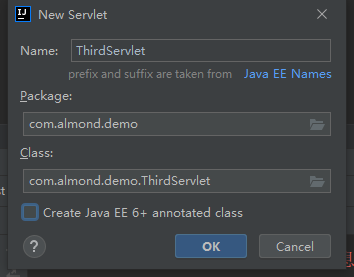 New Servlet
Name: ThirdServlet
prefix and suffix are taken from Java EE Names
Package:
com.almond.demo
Class:
com.almond.demo.ThirdServlet
Create Java EE 6+ annotated class
? OK Cancel